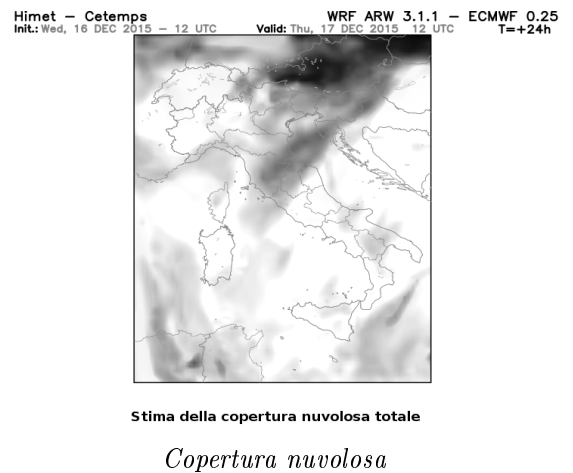 Himet – Cetemps WRF ARW 3.1.1 – ECMWF 0.25
Init.: Wed, 16 DEC 2015 – 12 UTC Valid: Thu, 17 DEC 2015 12 UTC T=+24h
Stima della copertura nuvolosa totale
Copertura nuvolosa